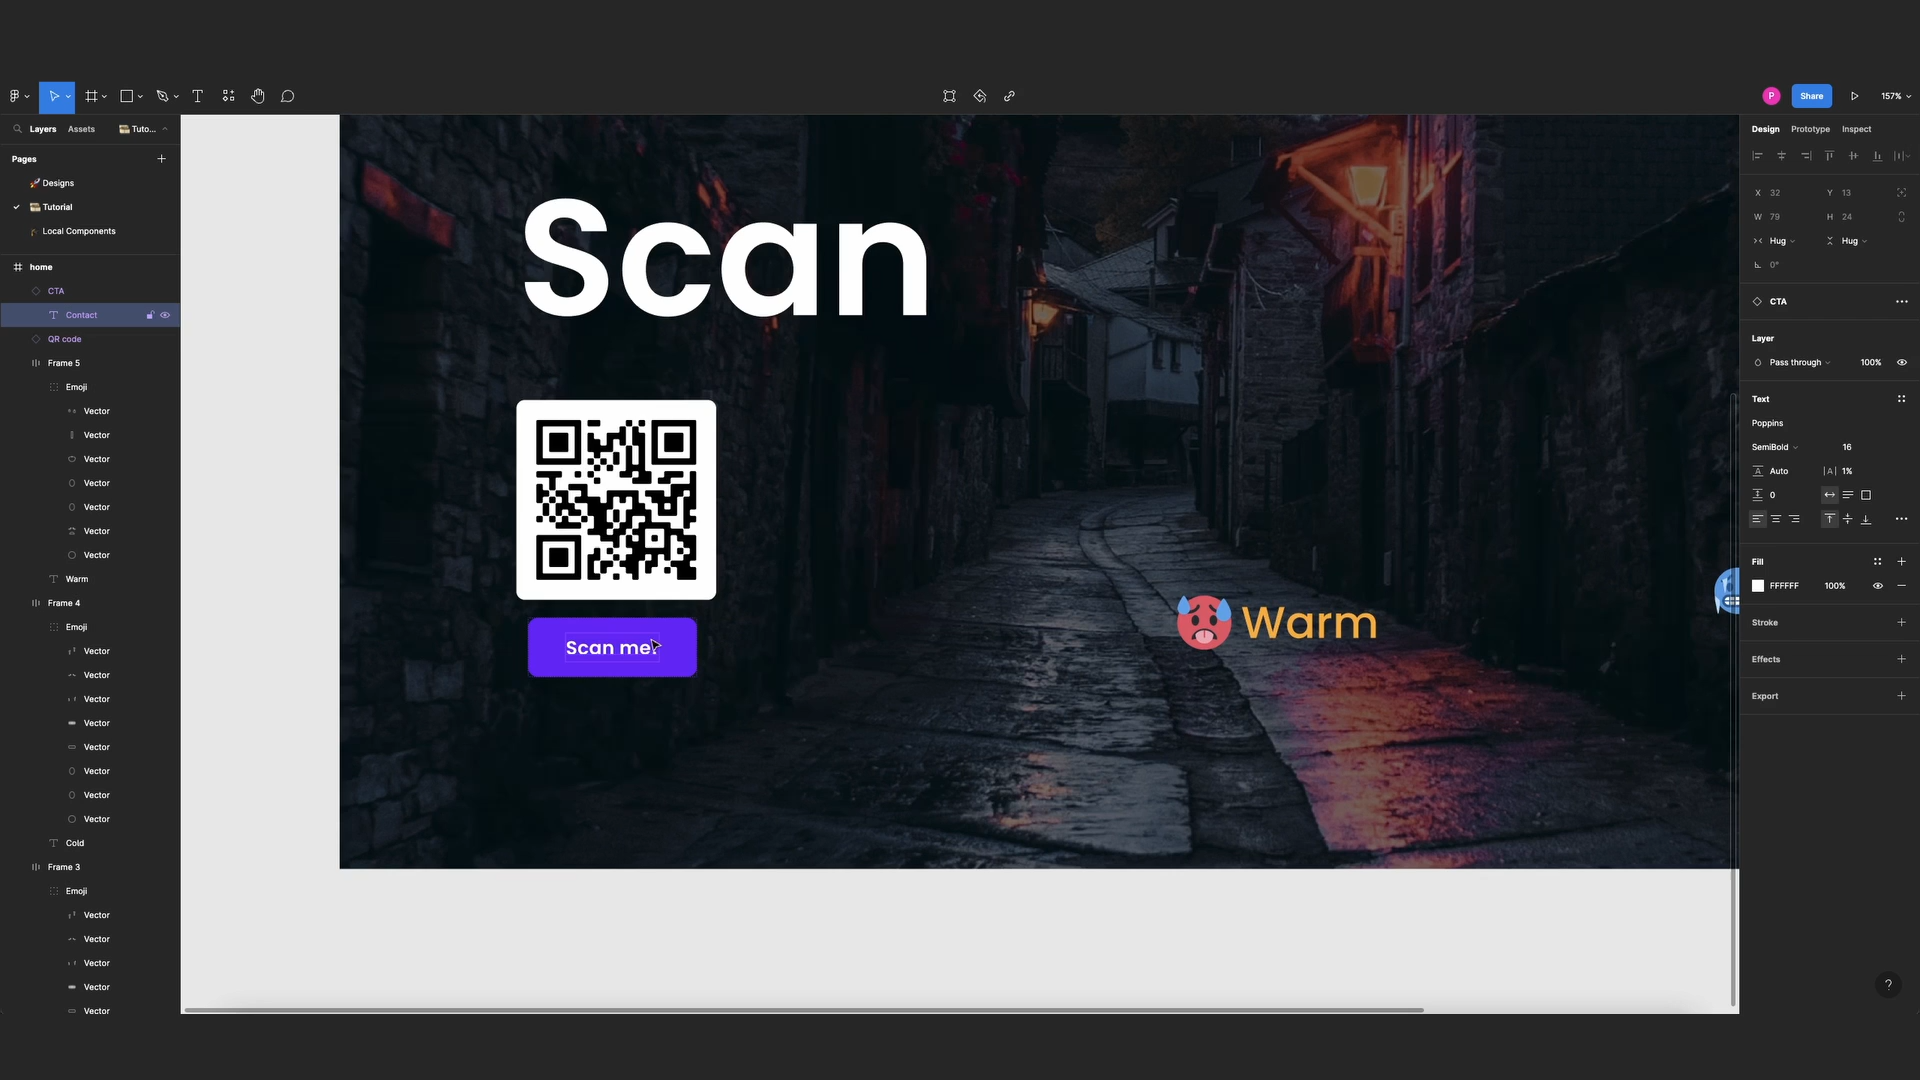 P
Share
157%
Layers
Assets
Tuto...
Design
Prototype
Inspect
Pages
Designs
Tutorial
Local Components
home
CTA
Contact
QR code
Frame 5
Emoji
Vector
Vector
Vector
Vector
Vector
Vector
Vector
Warm
Frame 4
Emoji
Vector
Vector
Vector
Vector
Vector
Vector
Vector
Vector
Cold
Frame 3
Emoji
Vector
Vector
Vector
Vector
Vector
Scan
Scan me!
Warm
X 32 Y 13
W 79 H 24
Hug Hug
0°
CTA
Layer
Pass through 100%
Text
Poppins
SemiBold 16
A Auto |A| 1%
0
Fill
FFFFFF 100%
Stroke
Effects
Export
?